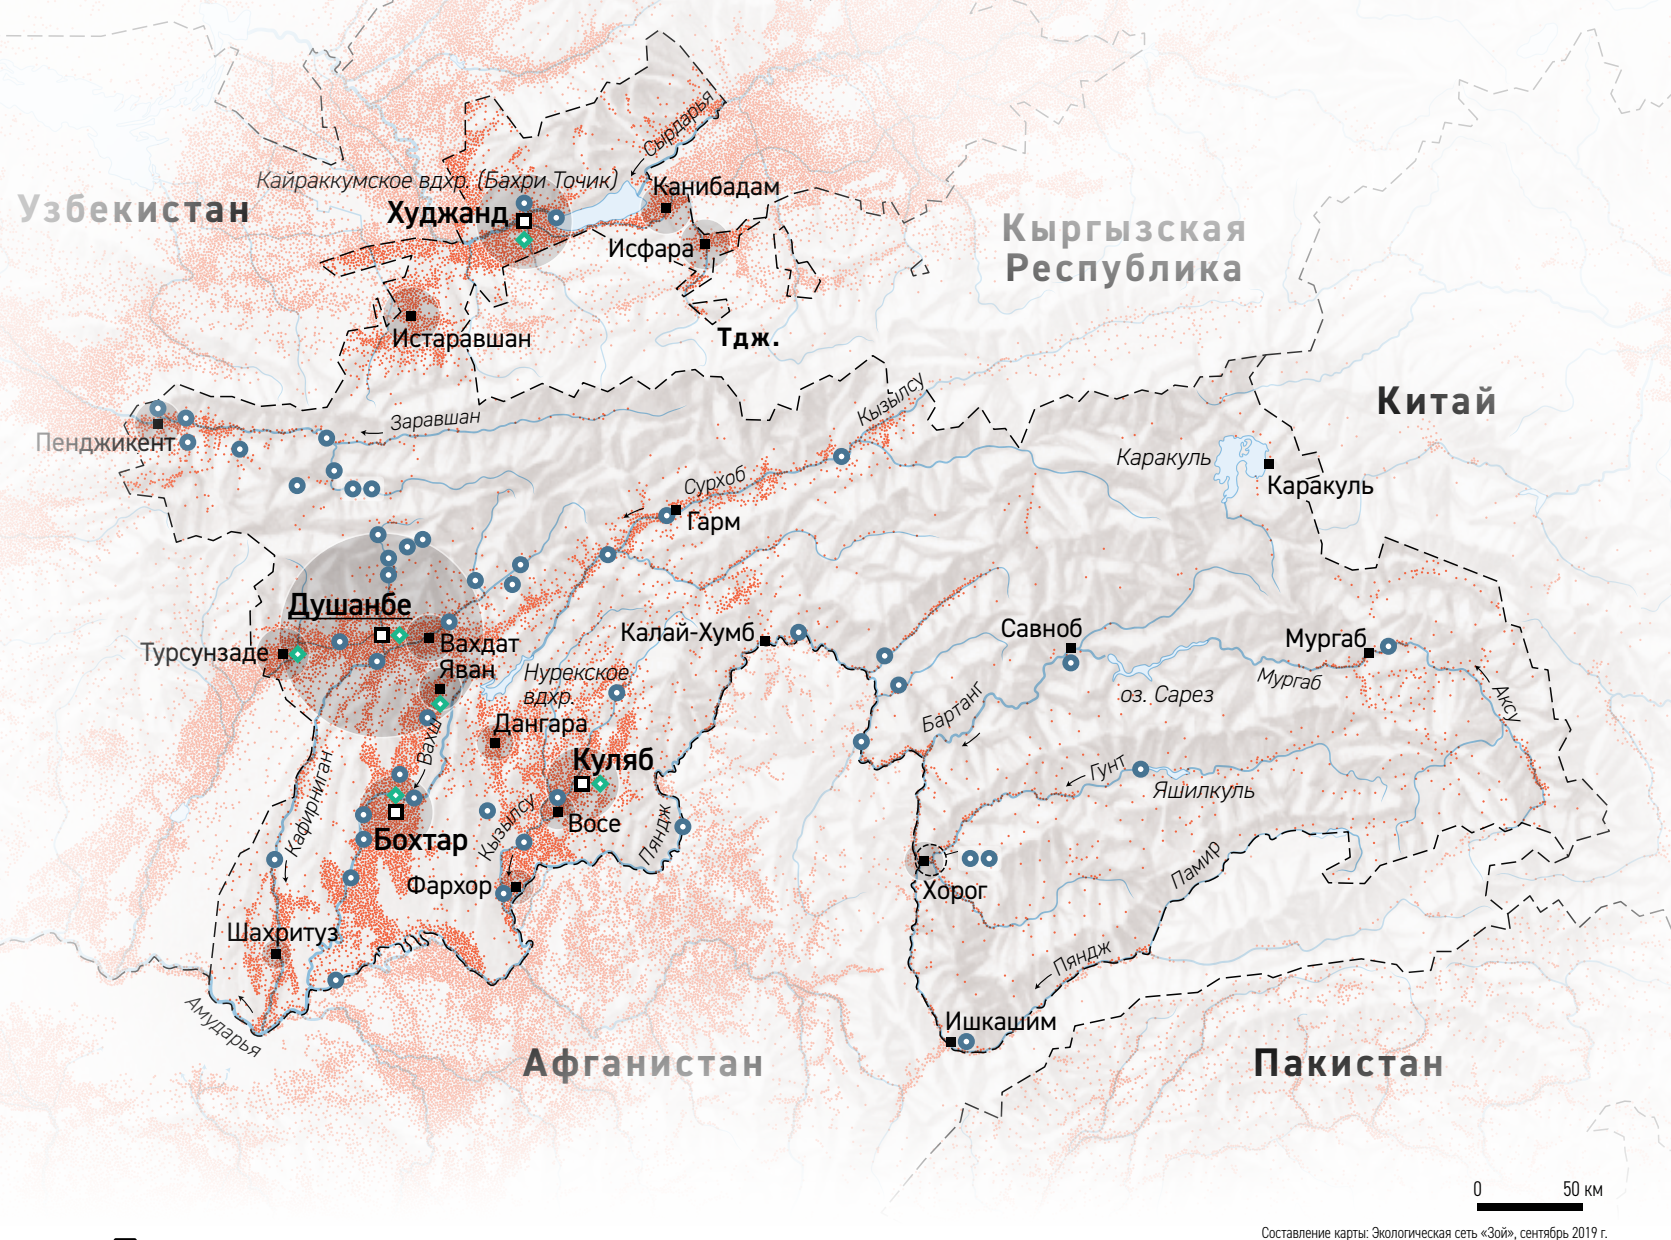 Сырдарья
Кайраккумское вдхр. (Бахри Точик)
Канибадам
Узбекистан
Худжанд
Исфара
Кыргызская
Республика
Истаравшан
Тдж.
Китай
Кызылсу
Заравшан
Пенджикент
Каракуль
Каракуль
Сурхоб
Гарм
Душанбе
Турсунзаде
Вахдат
Яван
Калай-Хумб
Савноб
Мургаб
Нурекское
вдхр.
Мургаб
оз. Сарез
Аксу
Бартанг
Дангара
Вахш
Куляб
Гунт
Яшилкуль
Кафирниган
Кызылсу
Восе
Пяндж
Бохтар
Фархор
Хорог
Памир
Шахритуз
Пяндж
Амударья
Ишкашим
Афганистан
Пакистан
0 50 км
Составление карты: Экологическая сеть «Зой», сентябрь 2019 г.